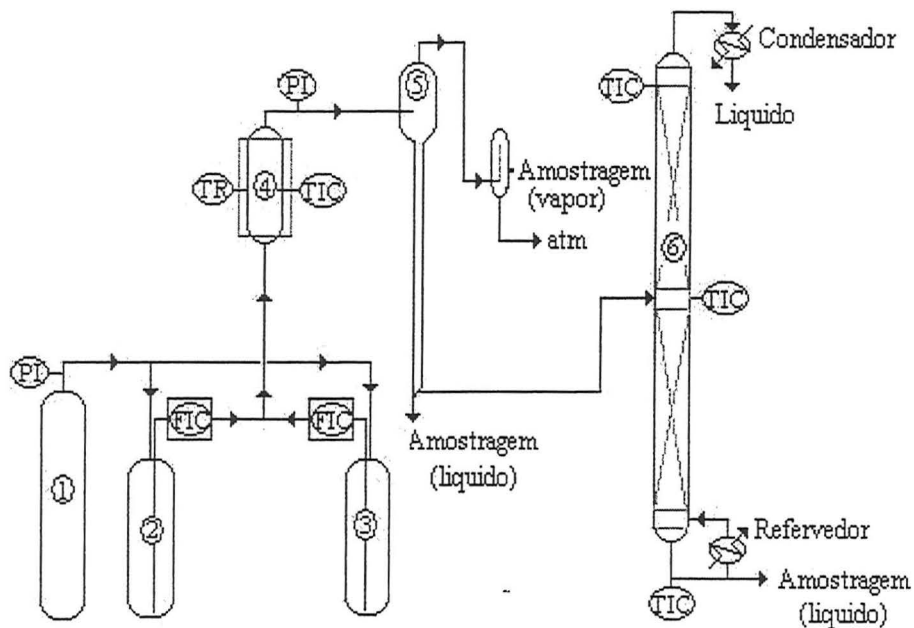 Condensador
Liquido
TIC
PI
5
Amostragem
(vapor)
atm
TR
4
TIC
6
TIC
PI
FIC
FIC
Amostragem
(liquido)
1
2
3
Refervedor
TIC
Amostragem
(liquido)